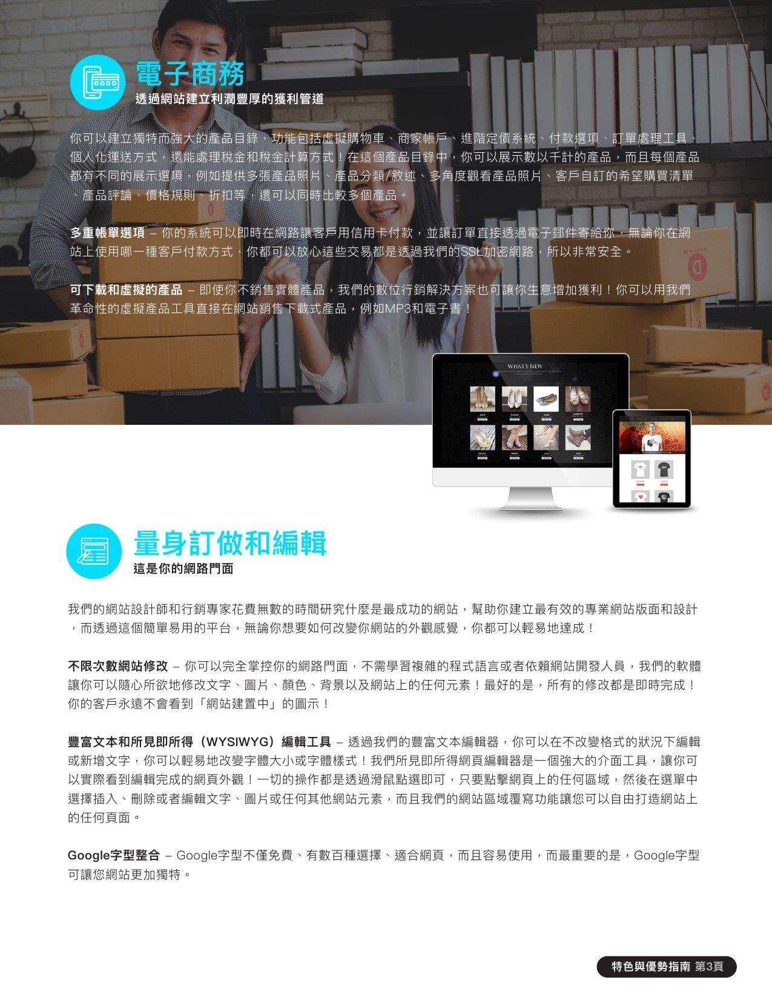 電子商務
透過網站建立利潤豐厚的獲利管道
你可以建立獨特而強大的產品目錄，功能包括虛擬購物車、商家帳戶、進階定價系統、付款選項、訂單處理工具、
個人化運送方式，還能處理稅金和稅金計算方式！在這個產品目錄中，你可以展示數以千計的產品，而且每個產品
都有不同的展示選項，例如提供多張產品照片、產品分類/敘述、多角度觀看產品照片、客戶自訂的希望購買清單
、產品評論、價格規則、折扣等，還可以同時比較多個產品。
多重帳單選項 – 你的系統可以即時在網路讓客戶用信用卡付款，並讓訂單直接透過電子郵件寄給你，無論你在網
站上使用哪一種客戶付款方式，你都可以放心這些交易都是透過我們的SSL加密網路，所以非常安全。
可下載和虛擬的產品 – 即使你不銷售實體產品，我們的數位行銷解決方案也可讓你生意增加獲利！你可以用我們
革命性的虛擬產品工具直接在網站銷售下載式產品，例如MP3和電子書！
WHAT'S NEW
量身訂做和編輯
這是你的網路門面
我們的網站設計師和行銷專家花費無數的時間研究什麼是最成功的網站，幫助你建立最有效的專業網站版面和設計
，而透過這個簡單易用的平台，無論你想要如何改變你網站的外觀感覺，你都可以輕易地達成！
不限次數網站修改 – 你可以完全掌控你的網路門面，不需學習複雜的程式語言或者依賴網站開發人員，我們的軟體
讓你可以隨心所欲地修改文字、圖片、顏色、背景以及網站上的任何元素！最好的是，所有的修改都是即時完成！
你的客戶永遠不會看到「網站建置中」的圖示！
豐富文本和所見即所得（WYSIWYG）編輯工具 – 透過我們的豐富文本編輯器，你可以在不改變格式的狀況下編輯
或新增文字，你可以輕易地改變字體大小或字體樣式！我們所見即所得網頁編輯器是一個強大的介面工具，讓你可
以實際看到編輯完成的網頁外觀！一切的操作都是透過滑鼠點選即可，只要點擊網頁上的任何區域，然後在選單中
選擇插入、刪除或者編輯文字、圖片或任何其他網站元素，而且我們的網站區域覆寫功能讓您可以自由打造網站上
的任何頁面。
Google字型整合 – Google字型不僅免費、有數百種選擇、適合網頁，而且容易使用，而最重要的是，Google字型
可讓您網站更加獨特。
特色與優勢指南 第3頁